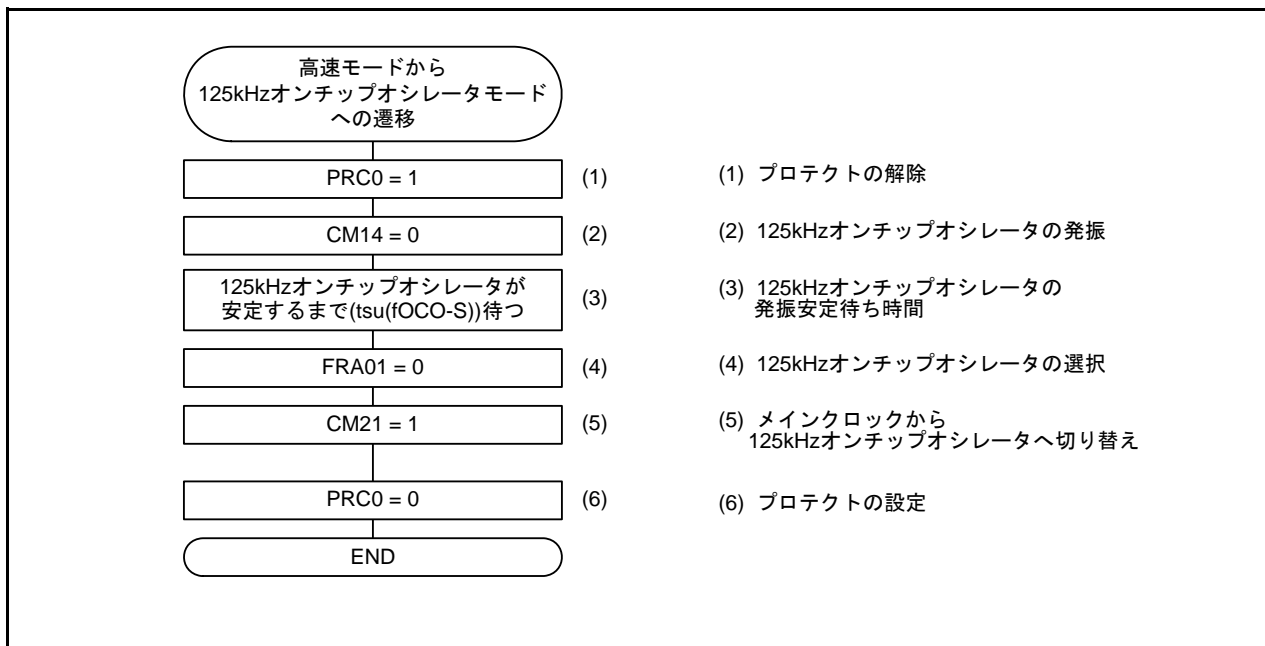 高速モードから
125kHzオンチップオシレータモード
への遷移
PRC0 = 1
(1)
(1) プロテクトの解除
CM14 = 0
(2)
(2) 125kHzオンチップオシレータの発振
125kHzオンチップオシレータが
安定するまで(tsu(fOCO-S))待つ
(3)
(3) 125kHzオンチップオシレータの
発振安定待ち時間
FRA01 = 0
(4)
(4) 125kHzオンチップオシレータの選択
CM21 = 1
(5)
(5) メインクロックから
125kHzオンチップオシレータへ切り替え
PRC0 = 0
(6)
(6) プロテクトの設定
END